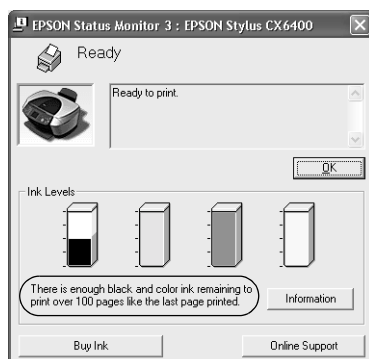 EPSON Status Monitor 3 : EPSON Stylus CX6400
Ready
Ready to print.
OK
Ink Levels
There is enough black and color ink remaining to
print over 100 pages like the last page printed.
Information
Buy Ink
Online Support